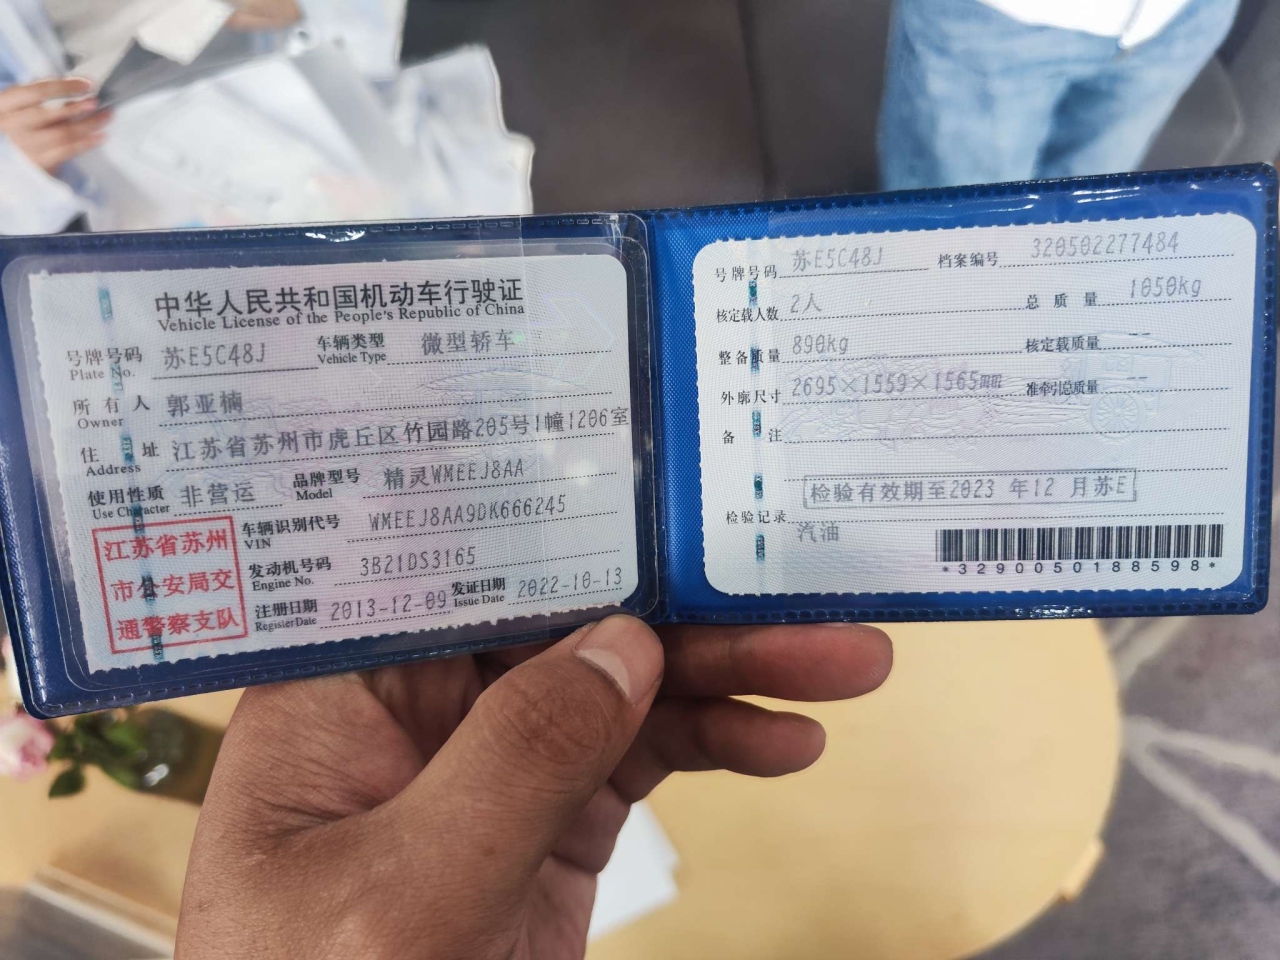 中华人民共和国机动车行驶证
Vehicle License of the People's Republic of China
号牌号码 苏E5C48J 车辆类型 微型轿车
Plate No. Vehicle Type
所有人 郭亚楠
Owner
住址 江苏省苏州市虎丘区竹园路205号1幢1206室
Address
使用性质 非营运 品牌型号 精灵WMEEJ8AA
Use Character Model
车辆识别代号 WMEEJ8AA9DK666245
VIN
发动机号码 3B21DS3165
Engine No.
注册日期 2013-12-09 发证日期 2022-10-13
Register Date Issue Date
江苏省苏州
市公安局交
通警察支队
号牌号码 苏E5C48J 档案编号 320502277484
核定载人数 2人 总质量 1050kg
整备质量 890kg 核定载质量 --
外廓尺寸 2695×1559×1565mm 准牵引总质量 --
备注
检验有效期至2023 年12 月苏E
检验记录
汽油
*3290050188598*